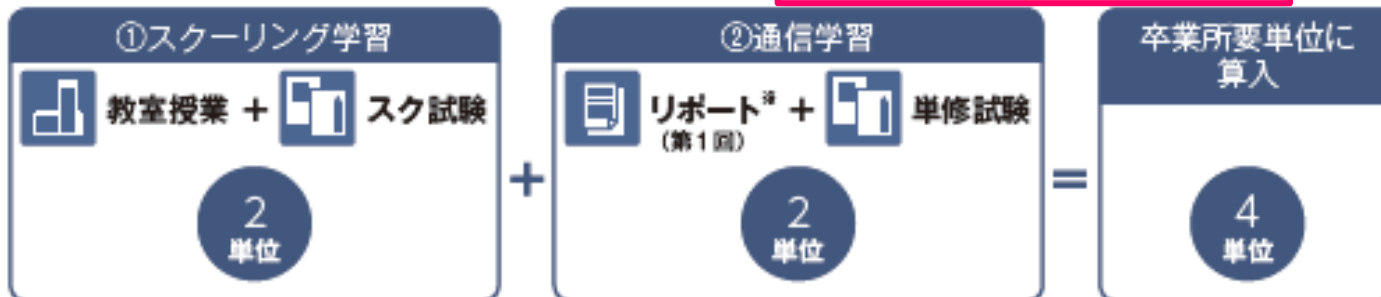 ①スクーリング学習
教室授業 + スク試験
2
単位
+
②通信学習
リポート※ + 単修試験
(第1回)
2
単位
=
卒業所要単位に
算入
4
単位